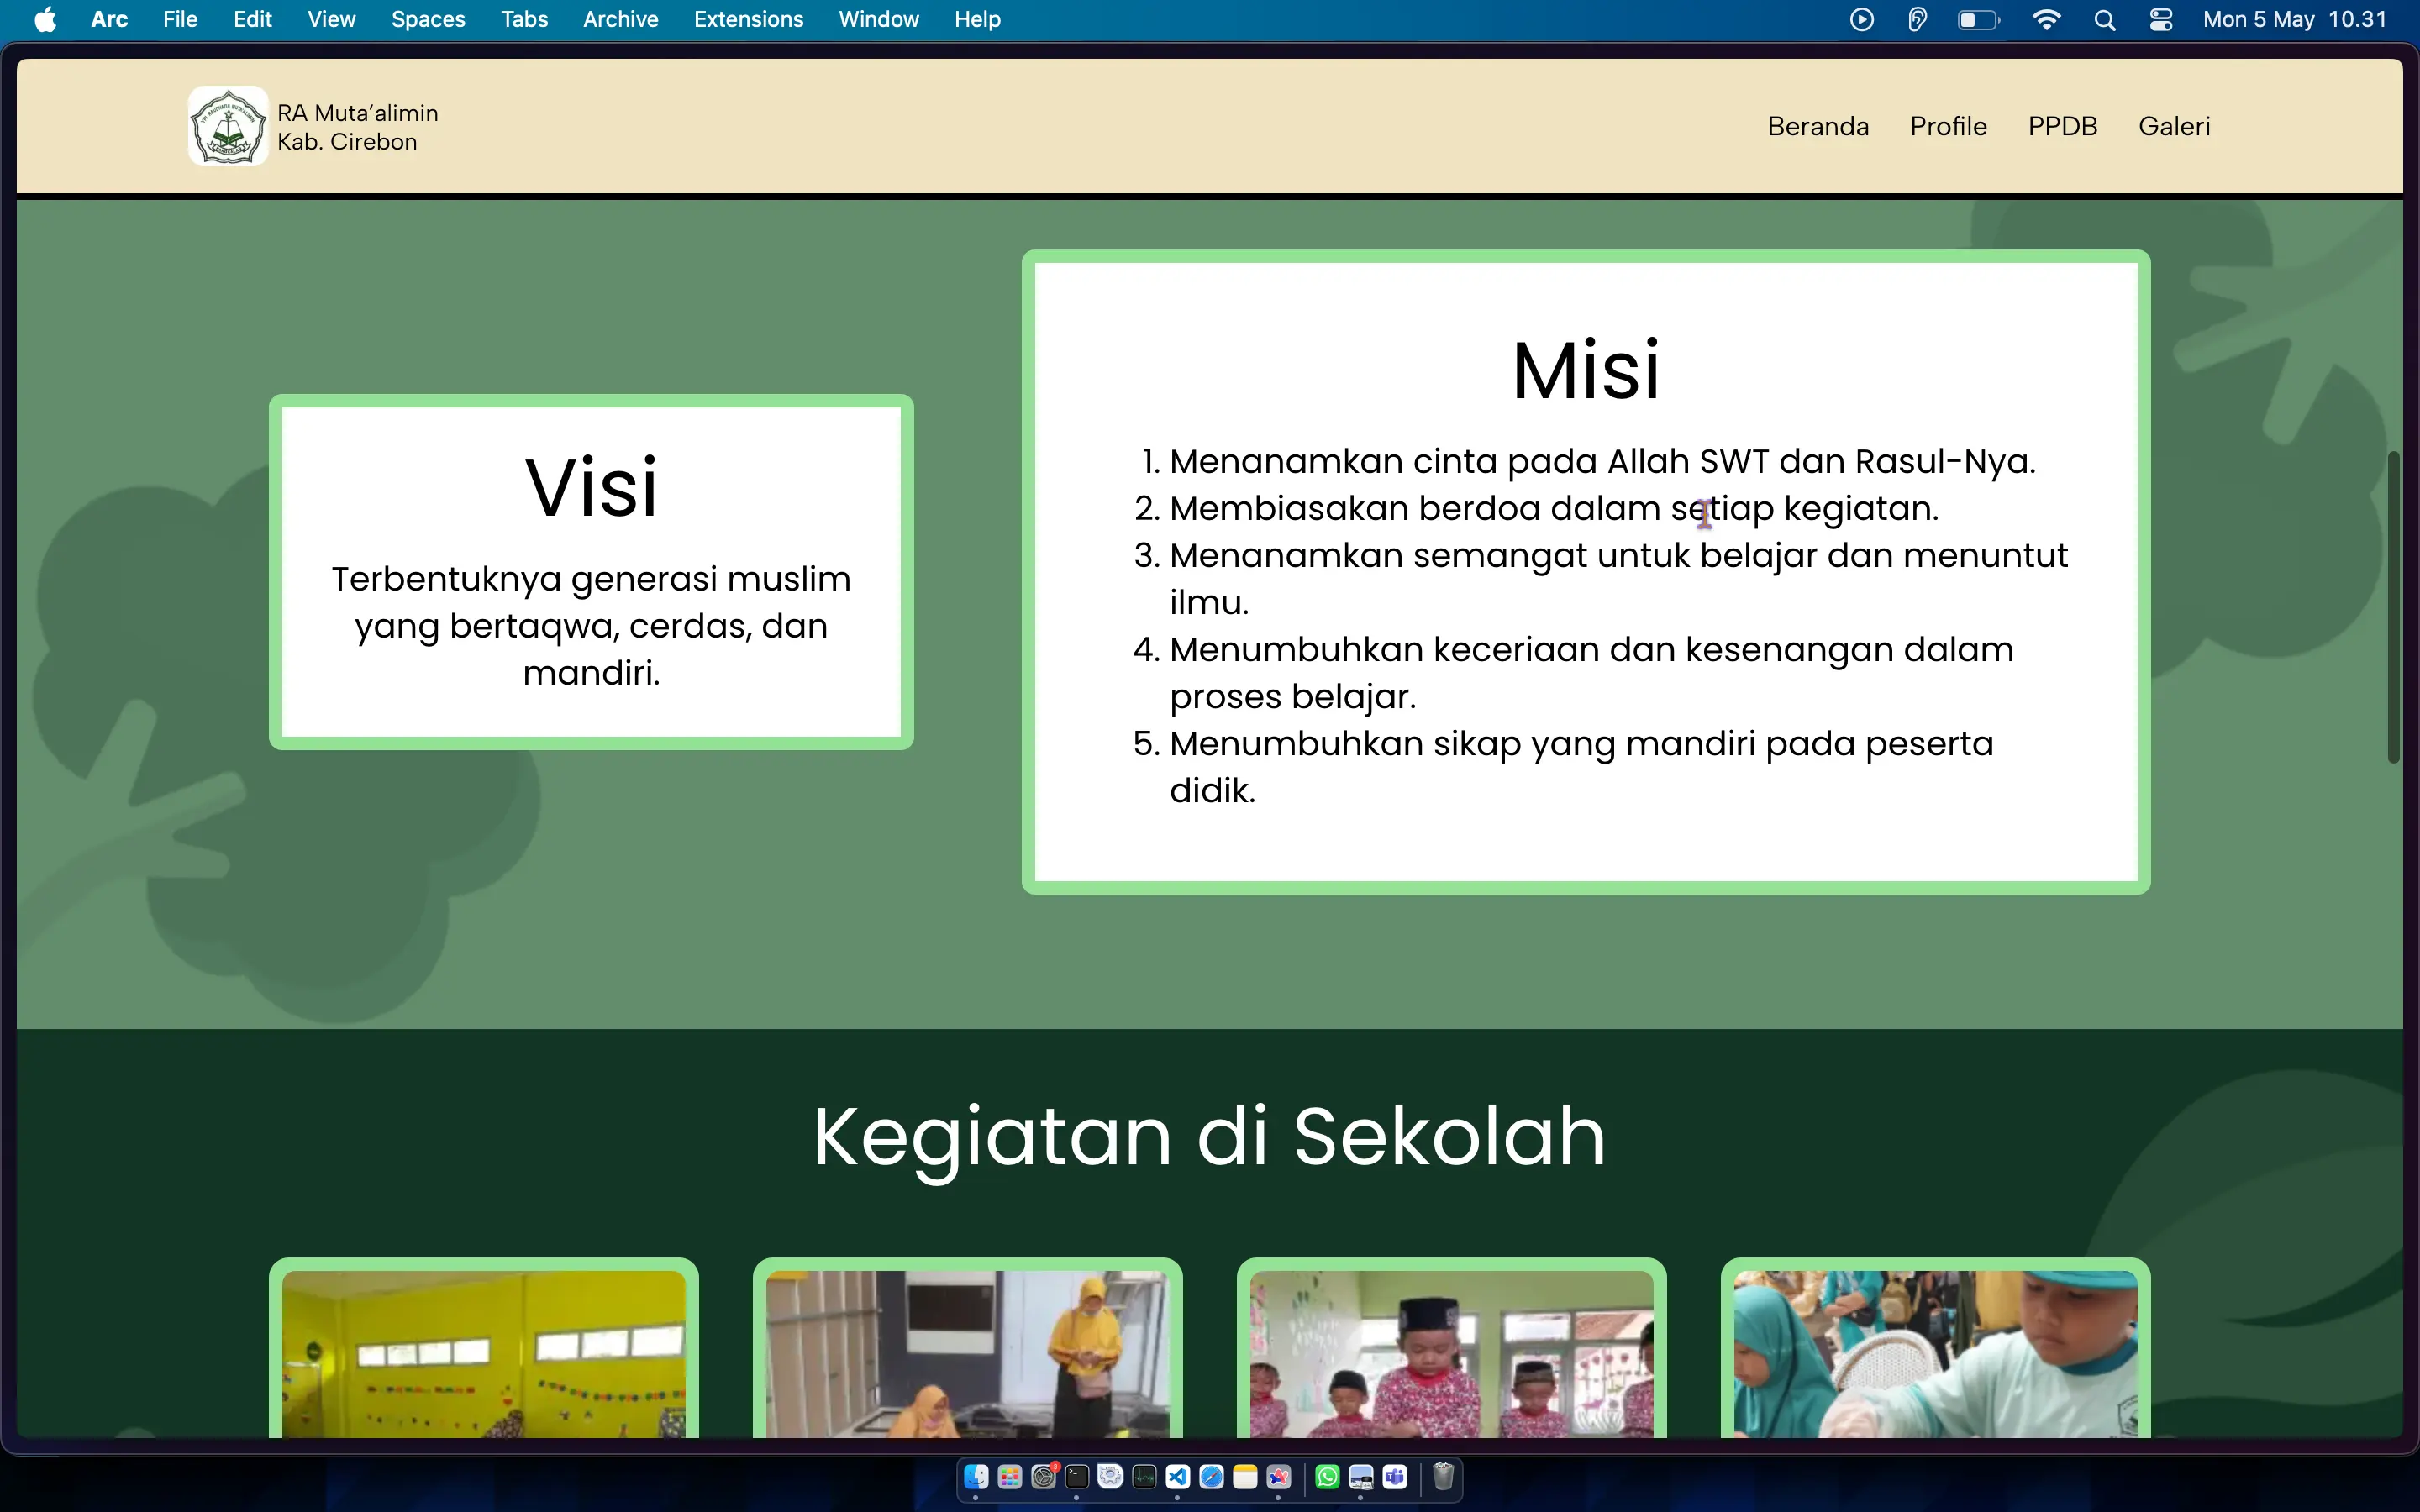 Arc File Edit View Spaces Tabs Archive Extensions Window Help
Mon 5 May 10.31
RA Muta’alimin
Kab. Cirebon
Beranda Profile PPDB Galeri
Visi
Terbentuknya generasi muslim
yang bertaqwa, cerdas, dan
mandiri.
Misi
1. Menanamkan cinta pada Allah SWT dan Rasul-Nya.
2. Membiasakan berdoa dalam setiap kegiatan.
3. Menanamkan semangat untuk belajar dan menuntut
ilmu.
4. Menumbuhkan keceriaan dan kesenangan dalam
proses belajar.
5. Menumbuhkan sikap yang mandiri pada peserta
didik.
Kegiatan di Sekolah